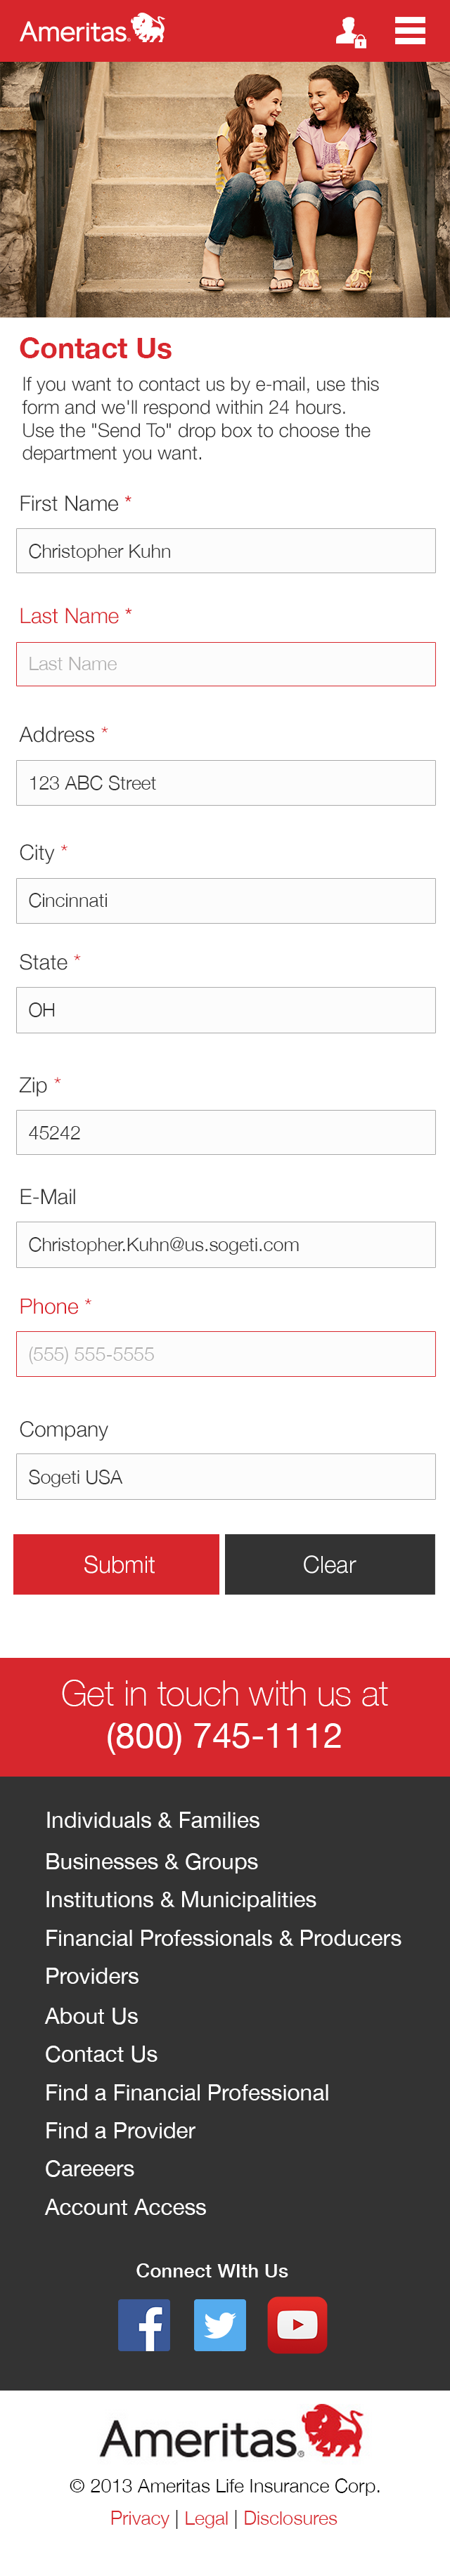 Ameritas
Contact Us
If you want to contact us by e-mail, use this
form and we'll respond within 24 hours.
Use the "Send To" drop box to choose the
department you want.
First Name *
Christopher Kuhn
Last Name *
Last Name
Address *
123 ABC Street
City *
Cincinnati
State *
OH
Zip *
45242
E-Mail
Christopher.Kuhn@us.sogeti.com
Phone *
(555) 555-5555
Company
Sogeti USA
Submit Clear
Get in touch with us at
(800) 745-1112
Individuals & Families
Businesses & Groups
Institutions & Municipalities
Financial Professionals & Producers
Providers
About Us
Contact Us
Find a Financial Professional
Find a Provider
Careeers
Account Access
Connect WIth Us
Ameritas®
© 2013 Ameritas Life Insurance Corp.
Privacy | Legal | Disclosures